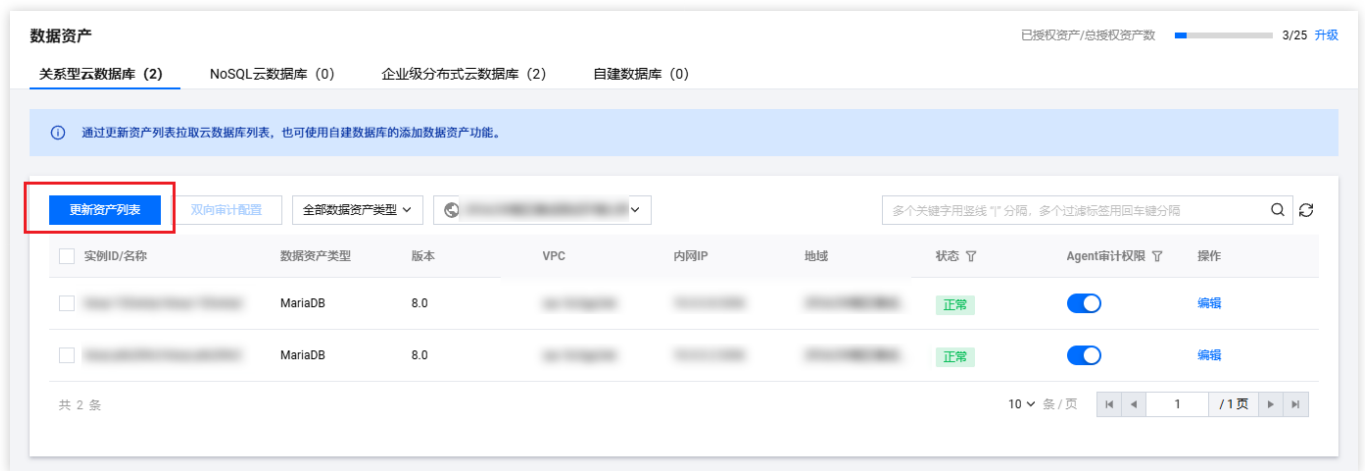 数据资产
已授权资产/总授权资产数 3/25 升级
关系型云数据库（2） NoSQL云数据库（0） 企业级分布式云数据库（2） 自建数据库（0）
通过更新资产列表拉取云数据库列表，也可使用自建数据库的添加数据资产功能。
更新资产列表 双向审计配置 全部数据资产类型 多个关键字用竖线 "|" 分隔，多个过滤标签用回车键分隔
实例ID/名称 数据资产类型 版本 VPC 内网IP 地域 状态 Agent审计权限 操作
MariaDB 8.0 正常 编辑
MariaDB 8.0 正常 编辑
共 2 条 10 条 / 页 1 / 1 页